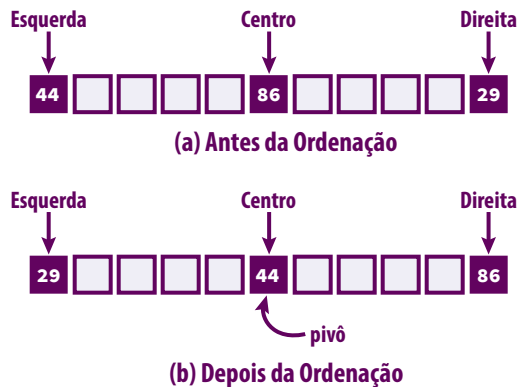 Esquerda Centro Direita
44 86 29
(a) Antes da Ordenação
Esquerda Centro Direita
29 44 86
pivô
(b) Depois da Ordenação